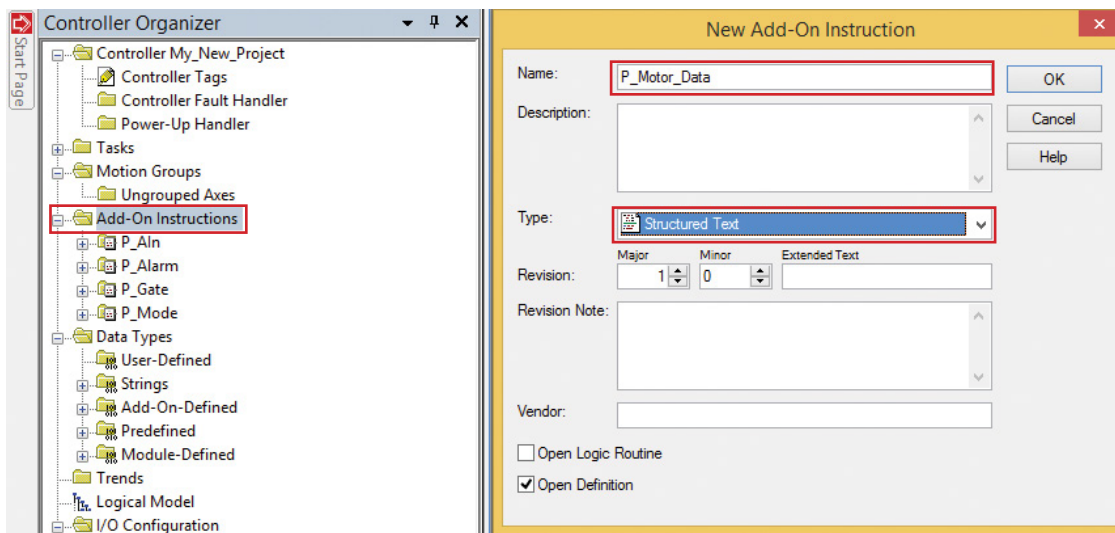 Start Page
Controller Organizer
Controller My_New_Project
Controller Tags
Controller Fault Handler
Power-Up Handler
Tasks
Motion Groups
Ungrouped Axes
Add-On Instructions
P_AIn
P_Alarm
P_Gate
P_Mode
Data Types
User-Defined
Strings
Add-On-Defined
Predefined
Module-Defined
Trends
Logical Model
I/O Configuration
New Add-On Instruction
Name: P_Motor_Data OK
Description: Cancel
Help
Type: Structured Text
Major Minor Extended Text
Revision: 1 0
Revision Note:
Vendor:
Open Logic Routine
Open Definition